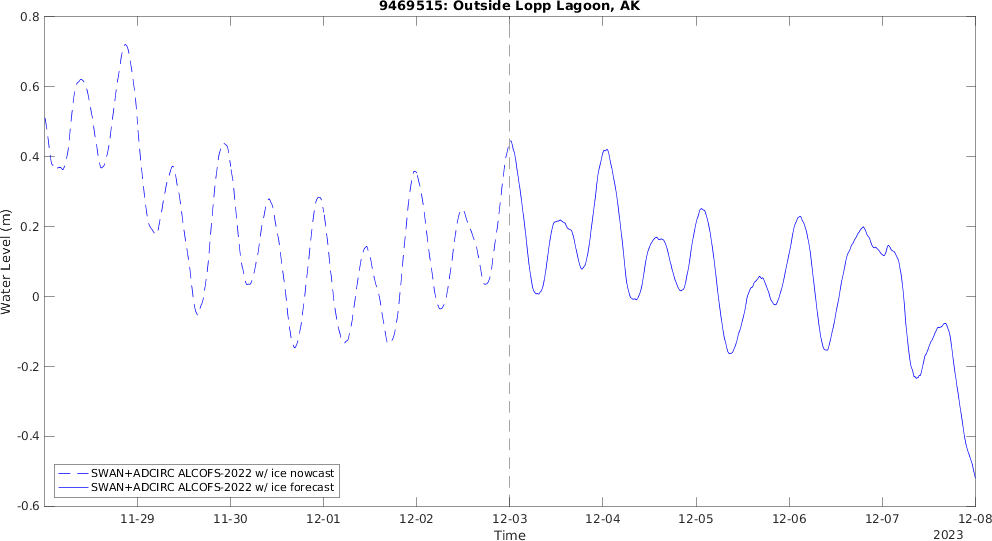 9469515: Outside Lopp Lagoon, AK
0.8
0.6
0.4
0.2
0
-0.2
-0.4
-0.6
Water Level (m)
SWAN+ADCIRC ALCOFS-2022 w/ ice nowcast
SWAN+ADCIRC ALCOFS-2022 w/ ice forecast
11-29 11-30 12-01 12-02 12-03 12-04 12-05 12-06 12-07 12-08
Time
2023